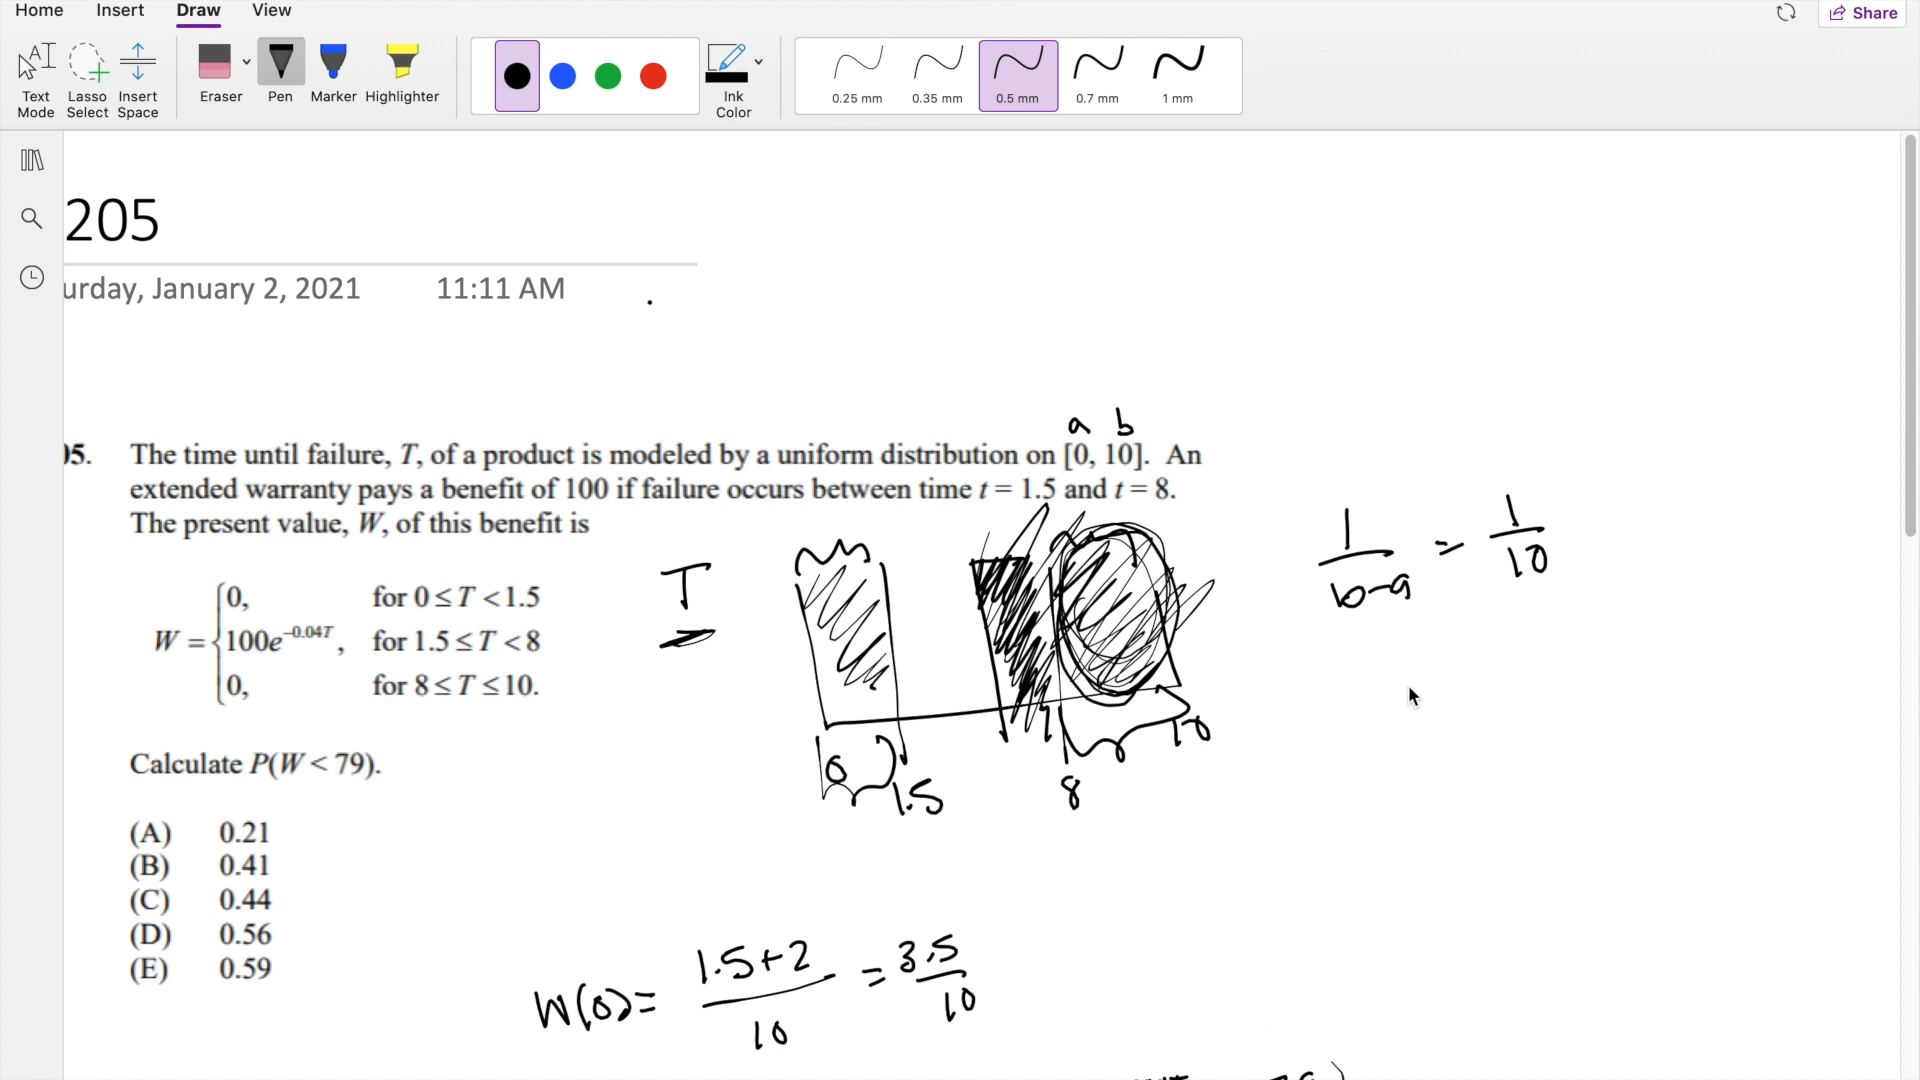 Home Insert Draw View
Share
Text Mode
Lasso Select
Insert Space
Eraser
Pen
Marker
Highlighter
Ink Color
0.25 mm
0.35 mm
0.5 mm
0.7 mm
1 mm
205
urday, January 2, 2021 11:11 AM
a b
)5. The time until failure, T, of a product is modeled by a uniform distribution on [0, 10]. An
extended warranty pays a benefit of 100 if failure occurs between time t = 1.5 and t = 8.
The present value, W, of this benefit is
W = {0, for 0 ≤ T < 1.5
100e^{-0.04T}, for 1.5 ≤ T < 8
0, for 8 ≤ T ≤ 10.
T
1/(b-a) = 1/10
0 1.5 8 10
Calculate P(W < 79).
(A) 0.21
(B) 0.41
(C) 0.44
(D) 0.56
(E) 0.59
W(0) = (1.5+2)/10 = 3.5/10